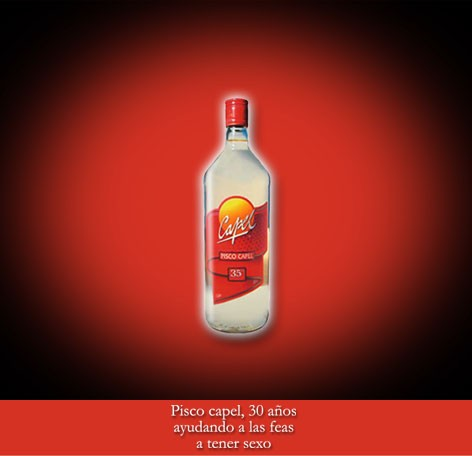 Capel
PISCO CAPEL
35°
Pisco capel, 30 años
ayudando a las feas
a tener sexo